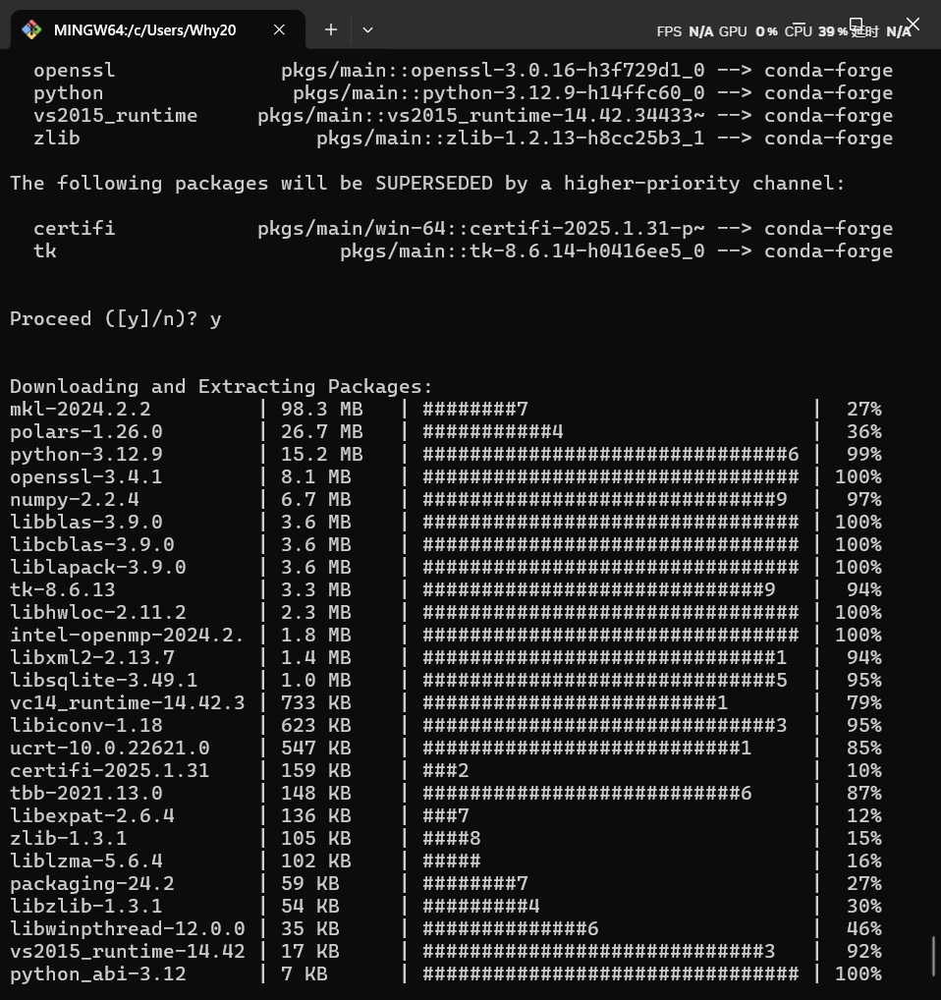 MINGW64:/c/Users/Why20
FPS N/A GPU 0% CPU 39% 延时 N/A
openssl pkgs/main::openssl-3.0.16-h3f729d1_0 --> conda-forge
python pkgs/main::python-3.12.9-h14ffc60_0 --> conda-forge
vs2015_runtime pkgs/main::vs2015_runtime-14.42.34433~ --> conda-forge
zlib pkgs/main::zlib-1.2.13-h8cc25b3_1 --> conda-forge
The following packages will be SUPERSEDED by a higher-priority channel:
certifi pkgs/main/win-64::certifi-2025.1.31-p~ --> conda-forge
tk pkgs/main::tk-8.6.14-h0416ee5_0 --> conda-forge
Proceed ([y]/n)? y
Downloading and Extracting Packages:
mkl-2024.2.2 | 98.3 MB | ########7 | 27%
polars-1.26.0 | 26.7 MB | ###########4 | 36%
python-3.12.9 | 15.2 MB | ###############################6 | 99%
openssl-3.4.1 | 8.1 MB | ################################ | 100%
numpy-2.2.4 | 6.7 MB | ##############################9 | 97%
libblas-3.9.0 | 3.6 MB | ################################ | 100%
libcblas-3.9.0 | 3.6 MB | ################################ | 100%
liblapack-3.9.0 | 3.6 MB | ################################ | 100%
tk-8.6.13 | 3.3 MB | #############################9 | 94%
libhwloc-2.11.2 | 2.3 MB | ################################ | 100%
intel-openmp-2024.2. | 1.8 MB | ################################ | 100%
libxml2-2.13.7 | 1.4 MB | ##############################1 | 94%
libsqlite-3.49.1 | 1.0 MB | ##############################5 | 95%
vc14_runtime-14.42.3 | 733 KB | #########################1 | 79%
libiconv-1.18 | 623 KB | ##############################3 | 95%
ucrt-10.0.22621.0 | 547 KB | ###########################1 | 85%
certifi-2025.1.31 | 159 KB | ###2 | 10%
tbb-2021.13.0 | 148 KB | ###########################6 | 87%
libexpat-2.6.4 | 136 KB | ###7 | 12%
zlib-1.3.1 | 105 KB | ####8 | 15%
liblzma-5.6.4 | 102 KB | ##### | 16%
packaging-24.2 | 59 KB | ########7 | 27%
libzlib-1.3.1 | 54 KB | #########4 | 30%
libwinpthread-12.0.0 | 35 KB | ##############6 | 46%
vs2015_runtime-14.42 | 17 KB | #############################3 | 92%
python_abi-3.12 | 7 KB | ################################ | 100%